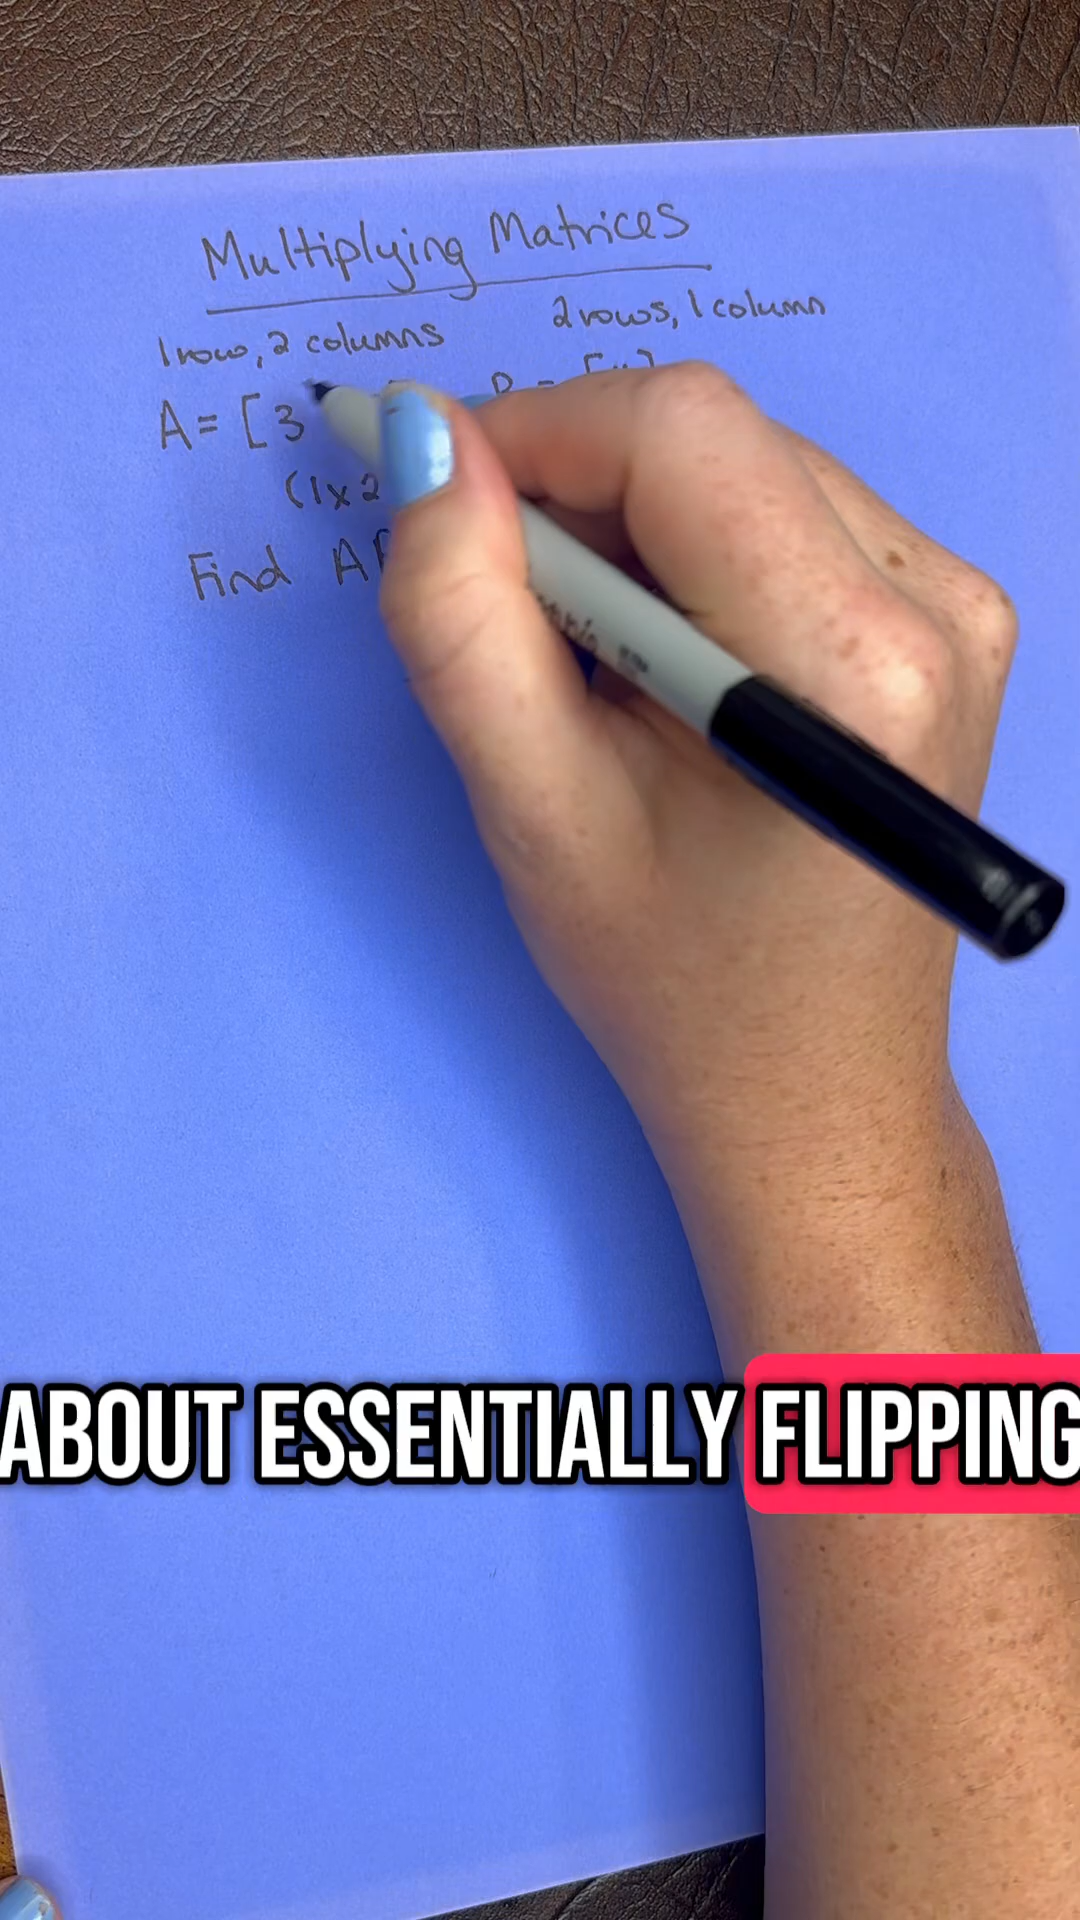 Multiplying Matrices
1 row, 2 columns
2 rows, 1 column
A = [3
B = [
(1x2
Find A
ABOUT ESSENTIALLY FLIPPING